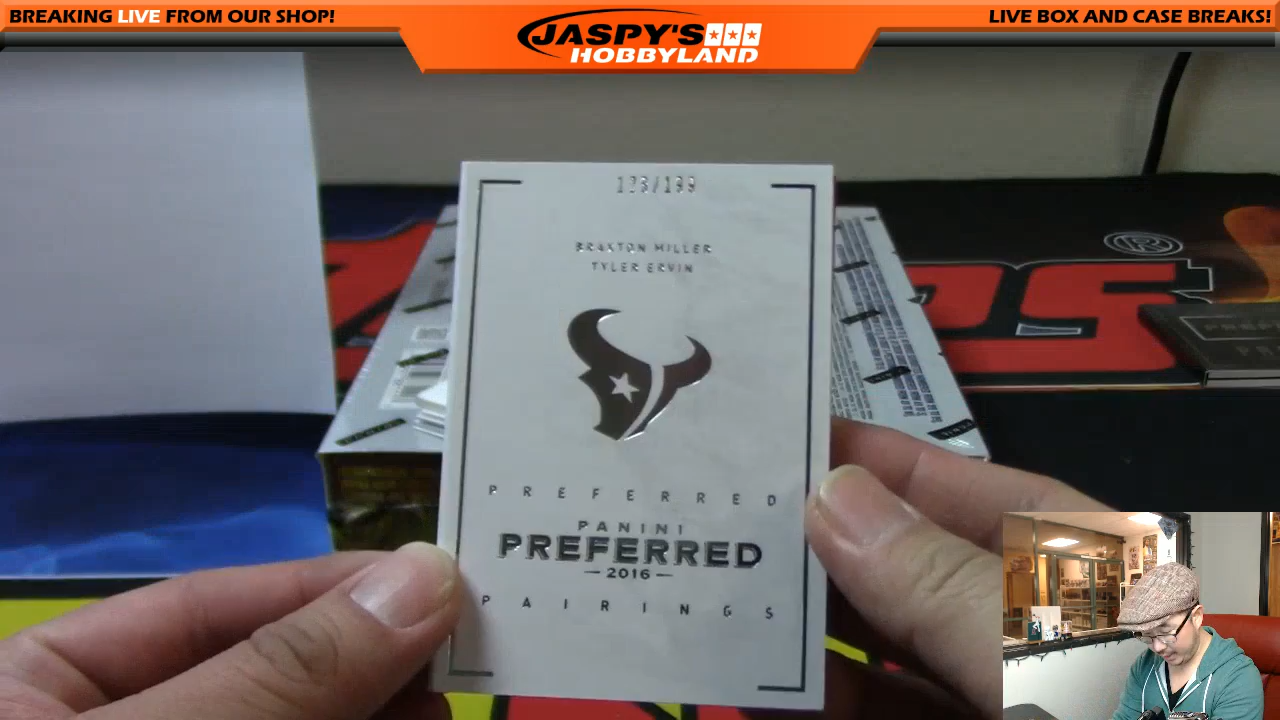 BREAKING LIVE FROM OUR SHOP!
JASPY'S
HOBBYLAND
LIVE BOX AND CASE BREAKS!
BRAXTON MILLER
TYLER ERVIN
PREFERRED
PANINI
PREFERRED
2016
PAIRINGS
®